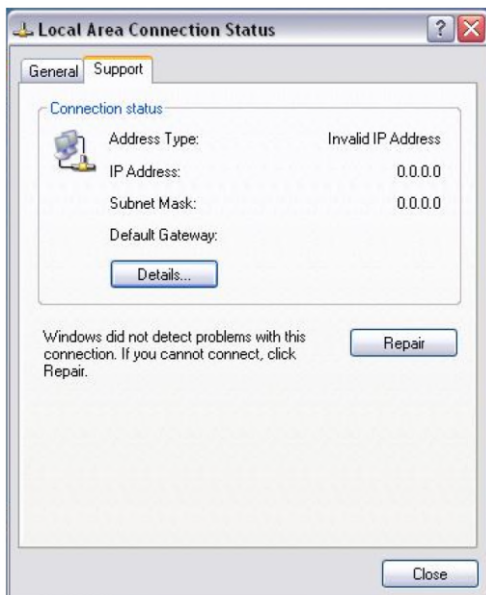 Local Area Connection Status
General Support
Connection status
Address Type: Invalid IP Address
IP Address: 0.0.0.0
Subnet Mask: 0.0.0.0
Default Gateway:
Details...
Windows did not detect problems with this
connection. If you cannot connect, click
Repair.
Repair
Close